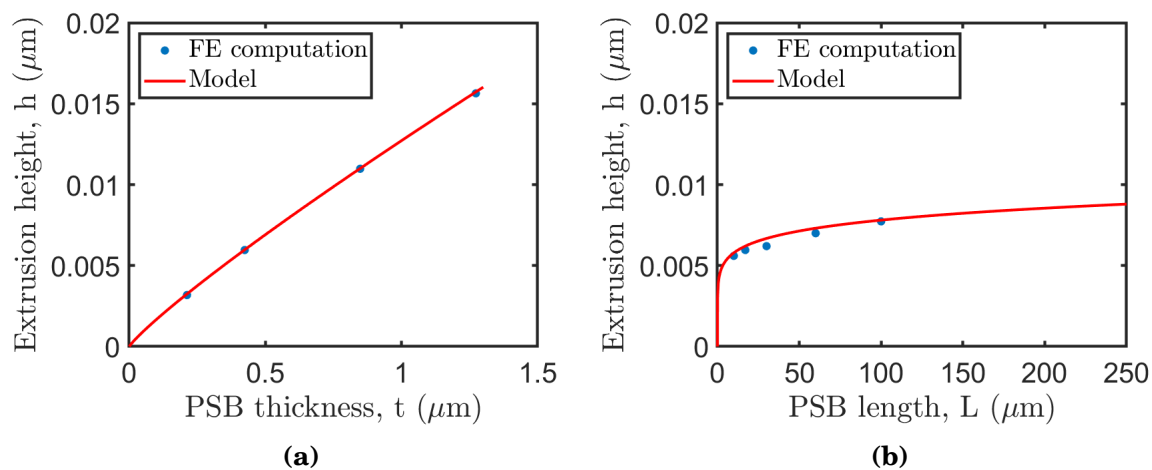 0.02
0.015
0.01
0.005
0
Extrusion height, h (μm)
FE computation
Model
0
0.5
1
1.5
PSB thickness, t (μm)
(a)
0.02
0.015
0.01
0.005
0
Extrusion height, h (μm)
FE computation
Model
0
50
100
150
200
250
PSB length, L (μm)
(b)